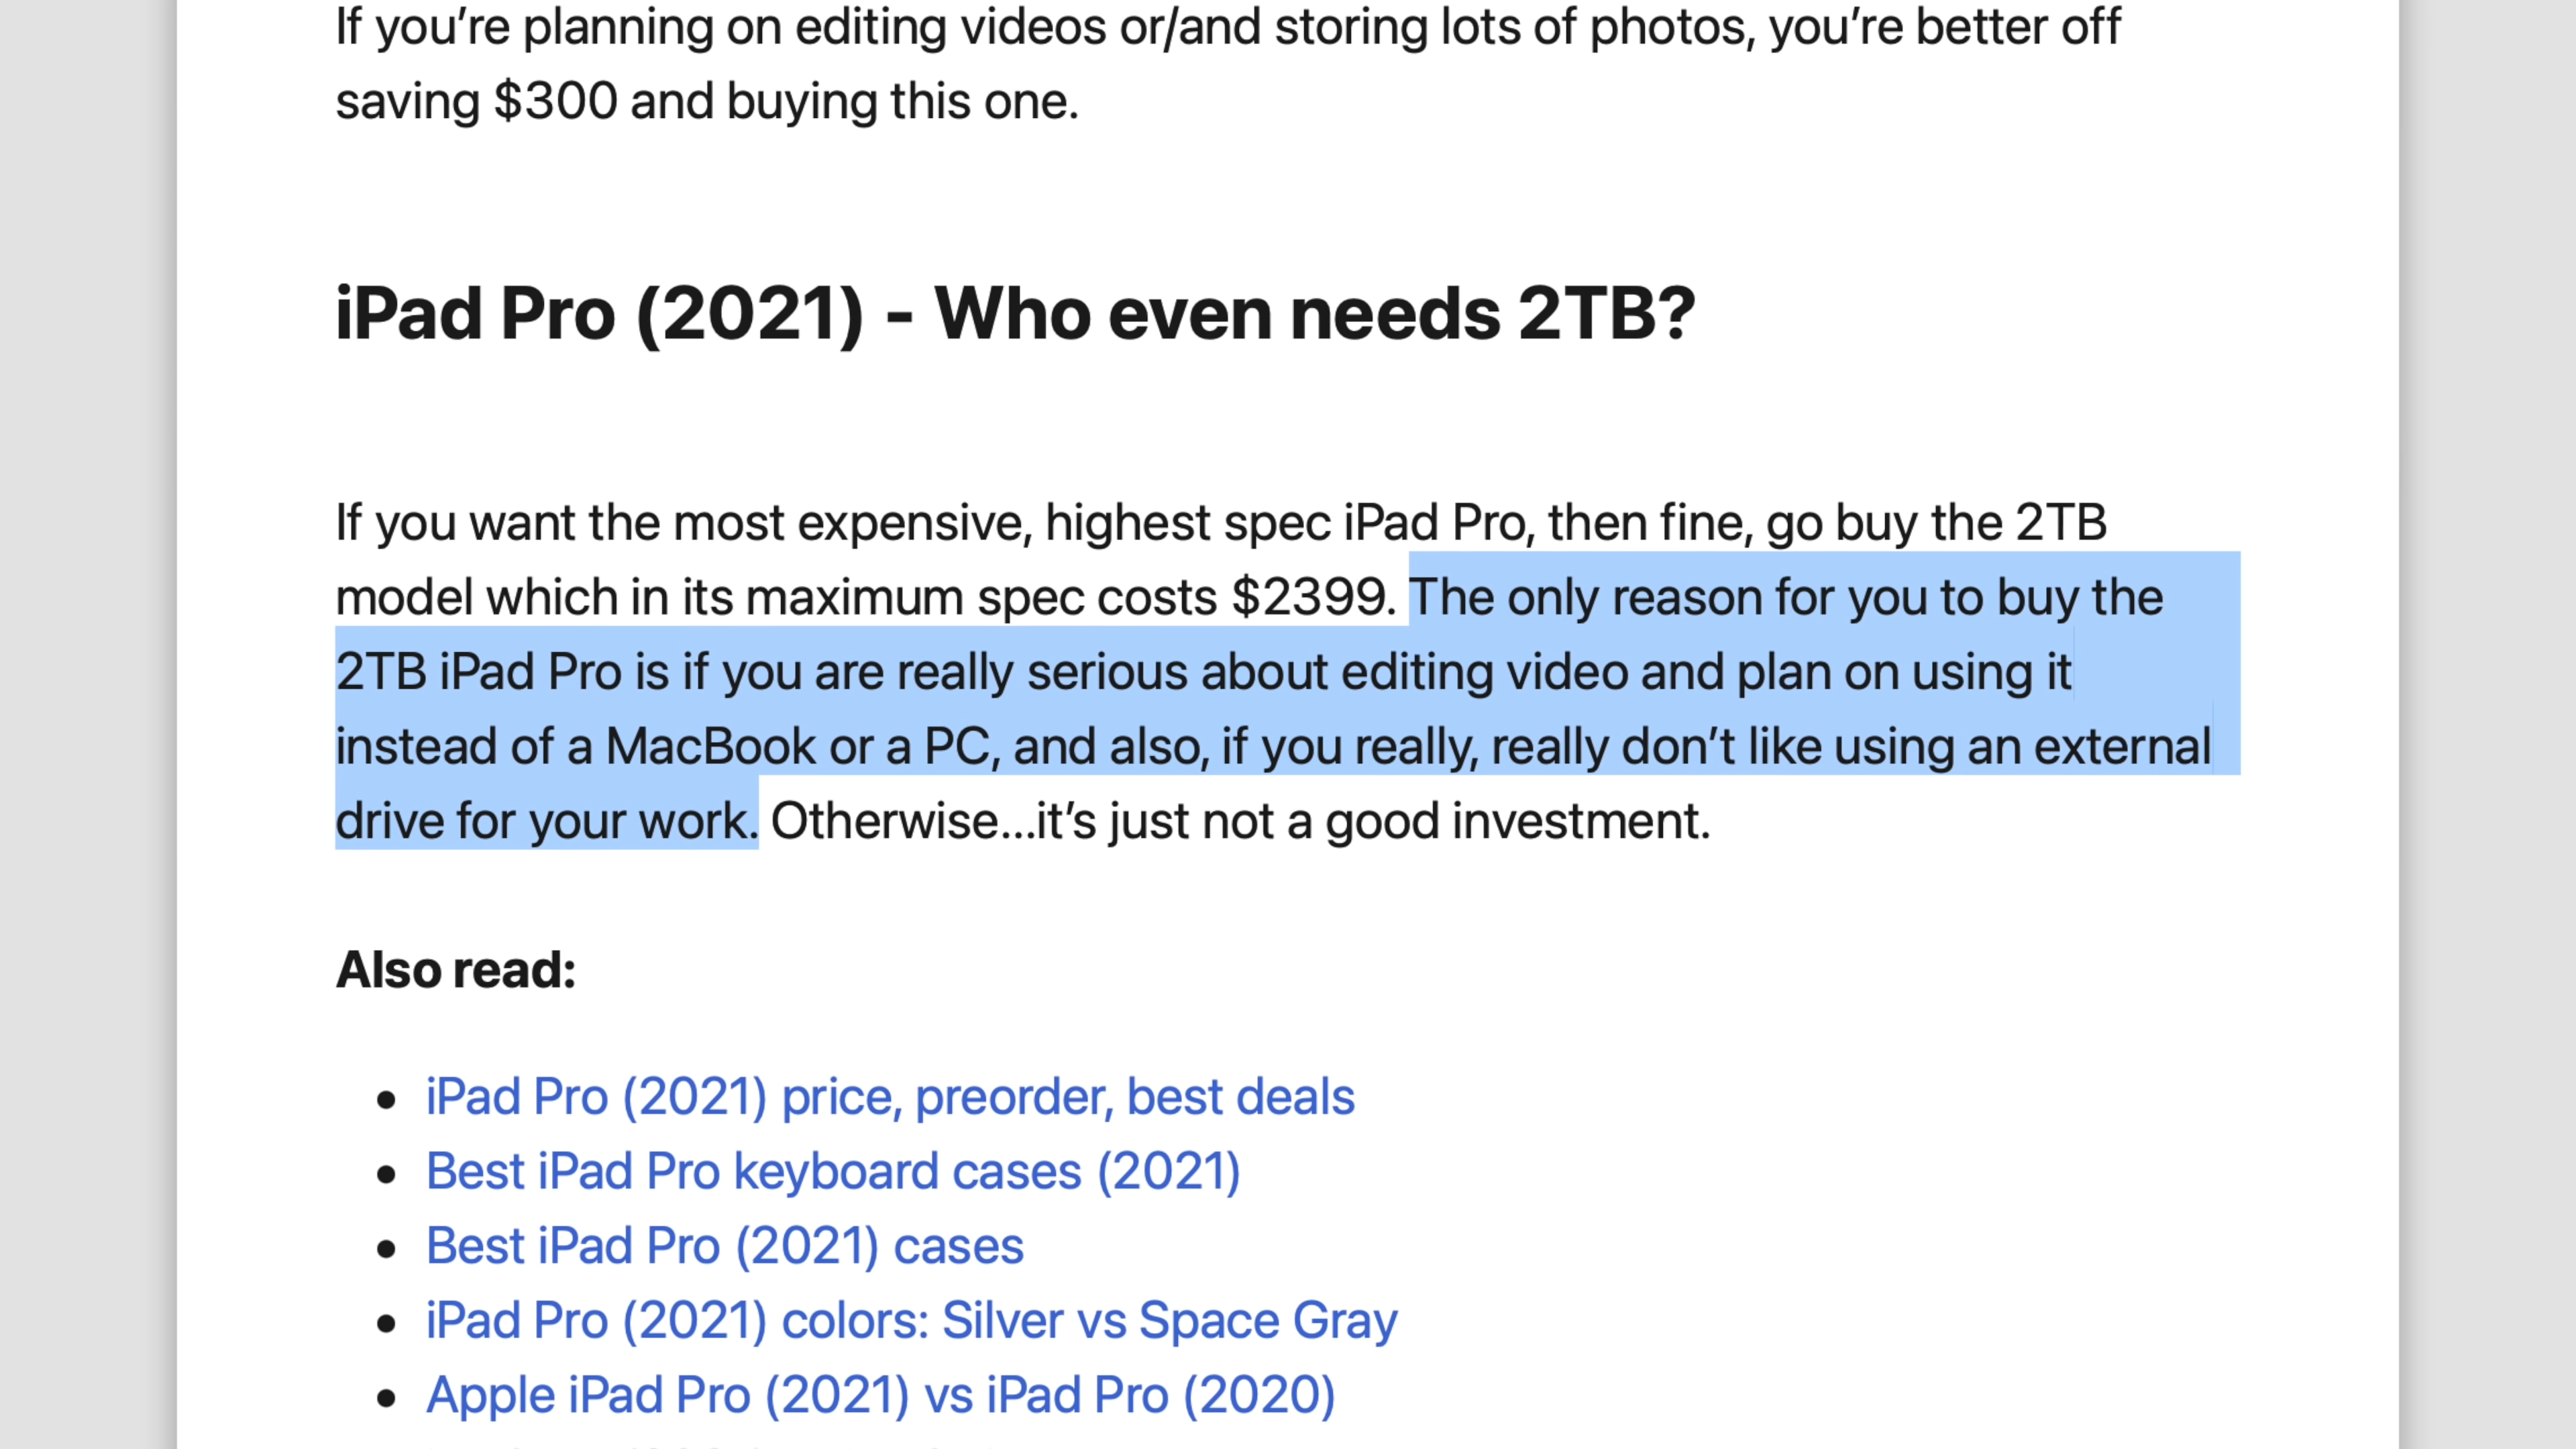 If you’re planning on editing videos or/and storing lots of photos, you’re better off
saving $300 and buying this one.
iPad Pro (2021) - Who even needs 2TB?
If you want the most expensive, highest spec iPad Pro, then fine, go buy the 2TB
model which in its maximum spec costs $2399. The only reason for you to buy the
2TB iPad Pro is if you are really serious about editing video and plan on using it
instead of a MacBook or a PC, and also, if you really, really don’t like using an external
drive for your work. Otherwise...it’s just not a good investment.
Also read:
• iPad Pro (2021) price, preorder, best deals
• Best iPad Pro keyboard cases (2021)
• Best iPad Pro (2021) cases
• iPad Pro (2021) colors: Silver vs Space Gray
• Apple iPad Pro (2021) vs iPad Pro (2020)